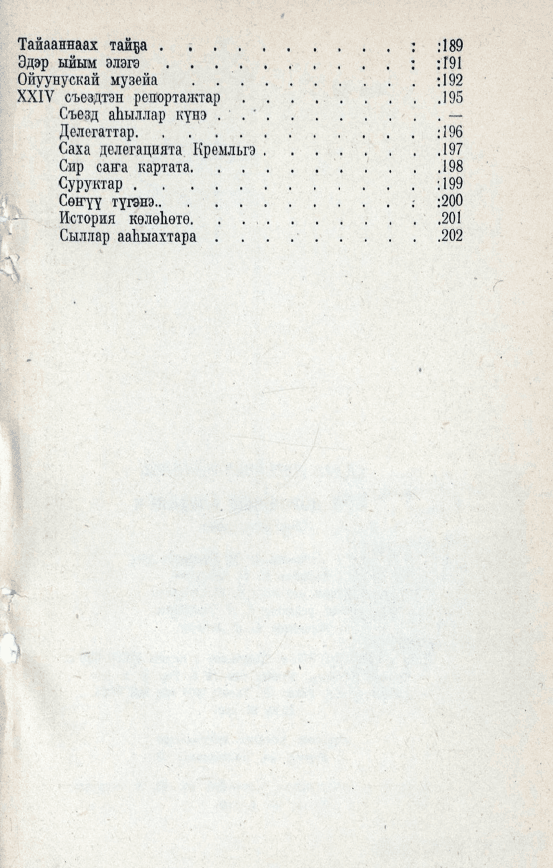 Тайааннаах тайҕа . . . . . . . . . . : :189
Эдэр ыйым элэгэ . . . . . . . . . . : :191
Ойуунускай музейа . . . . . . . . . . :192
XXIV съездтэн репортажтар . . . . . . . . .195
Съезд аһыллар күнэ . . . . . . . . . —
Делегаттар. . . . . . . . . . . . :196
Саха делегацията Кремльгэ . . . . . . . .197
Сир саҥа картата. . . . . . . . . . .198
Суруктар . . . . . . . . . . . . :199
Сөҥүү түгэнэ.. . . . . . . . . . . :200
История көлөһөтө. . . . . . . . . . .201
Сыллар ааһыахтара . . . . . . . . . .202